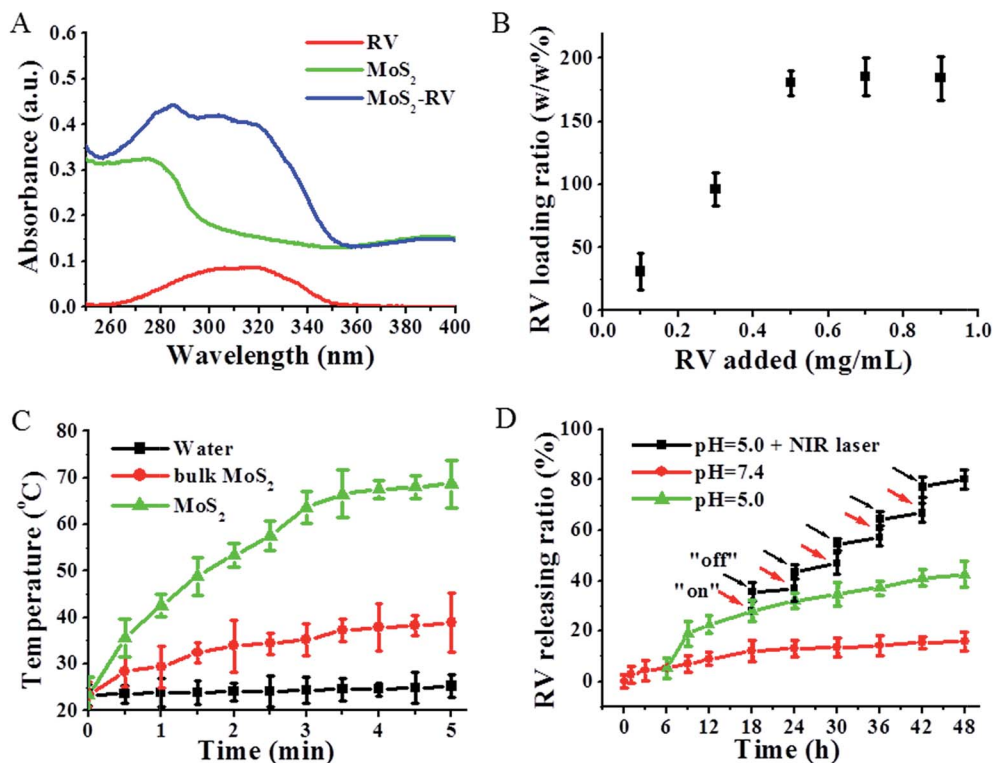 A
RV
MoS₂
MoS₂-RV
Absorbance (a.u.)
0.6
0.5
0.4
0.3
0.2
0.1
0.0
260 280 300 320 340 360 380 400
Wavelength (nm)
B
RV loading ratio (w/w%)
200
150
100
50
0
0.0 0.2 0.4 0.6 0.8 1.0
RV added (mg/mL)
C
Water
bulk MoS₂
MoS₂
Temperature (°C)
80
70
60
50
40
30
20
0 1 2 3 4 5
Time (min)
D
pH=5.0 + NIR laser
pH=7.4
pH=5.0
"off"
"on"
RV releasing ratio (%)
100
80
60
40
20
0
0 6 12 18 24 30 36 42 48
Time (h)